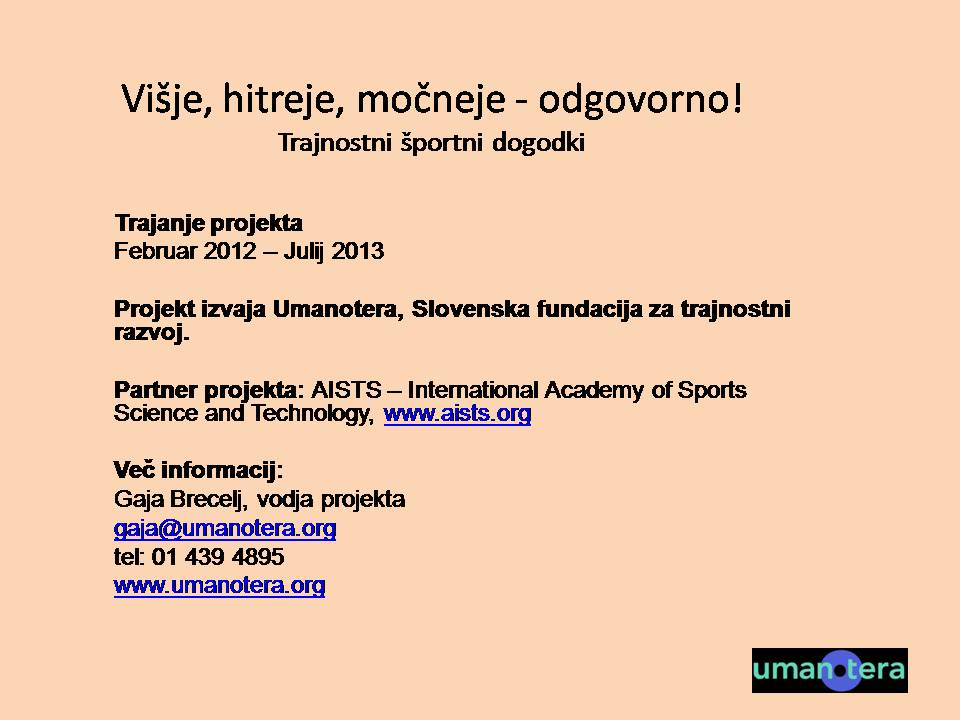 Višje, hitreje, močneje - odgovorno!
Trajnostni športni dogodki
Trajanje projekta
Februar 2012 – Julij 2013
Projekt izvaja Umanotera, Slovenska fundacija za trajnostni
razvoj.
Partner projekta: AISTS – International Academy of Sports
Science and Technology, www.aists.org
Več informacij:
Gaja Brecelj, vodja projekta
gaja@umanotera.org
tel: 01 439 4895
www.umanotera.org
umanotera